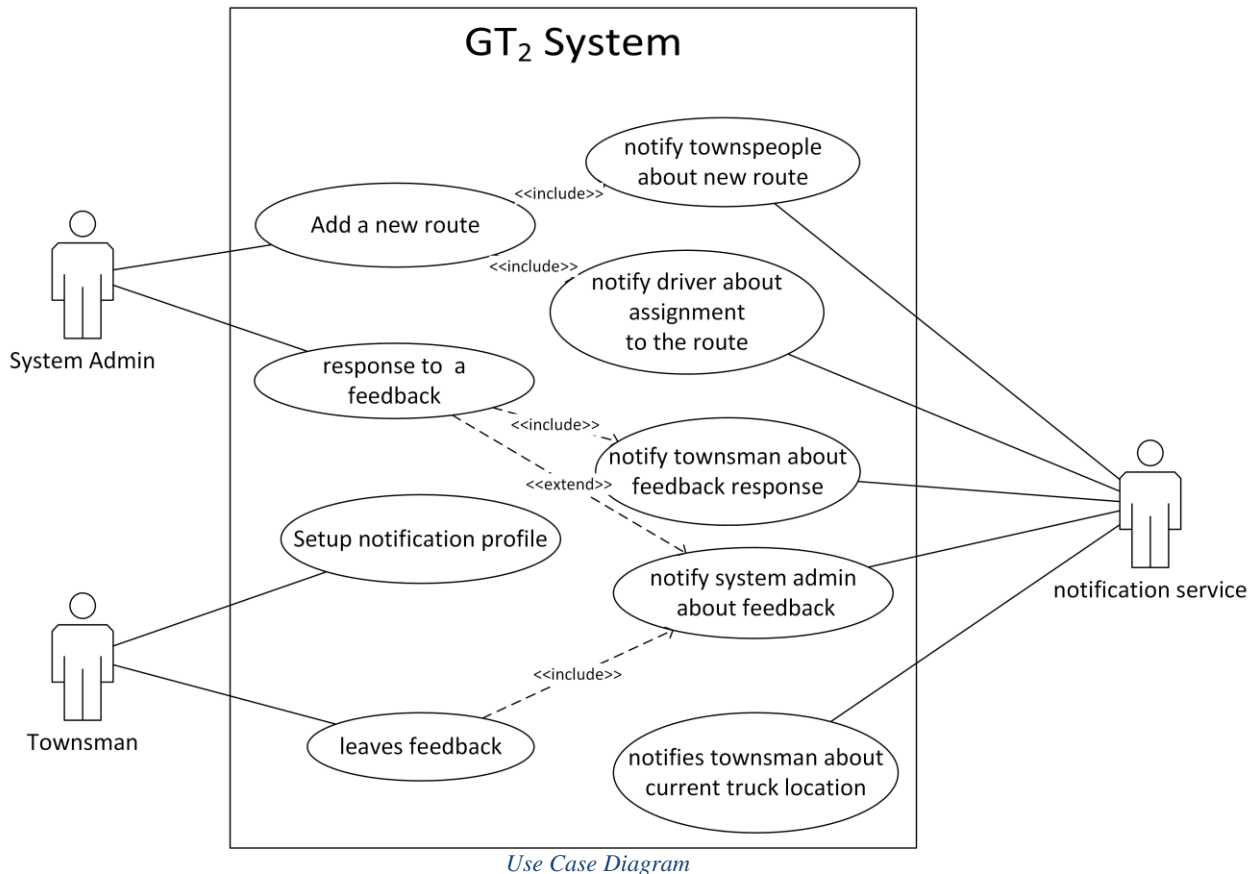 GT₂ System
notify townspeople
about new route
<<include>>
Add a new route
<<include>>
notify driver about
assignment
to the route
System Admin
response to a
feedback
<<include>>
notify townsman about
feedback response
<<extend>>
Setup notification profile
notify system admin
about feedback
notification service
<<include>>
Townsman
leaves feedback
notifies townsman about
current truck location
Use Case Diagram